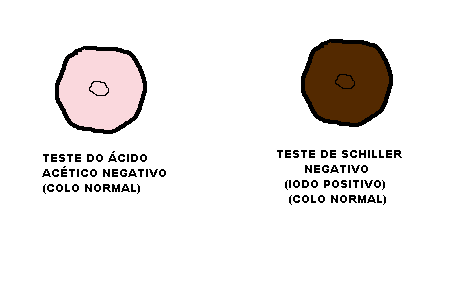 TESTE DO ÁCIDO
ACÉTICO NEGATIVO
(COLO NORMAL)
TESTE DE SCHILLER
NEGATIVO
(IODO POSITIVO)
(COLO NORMAL)